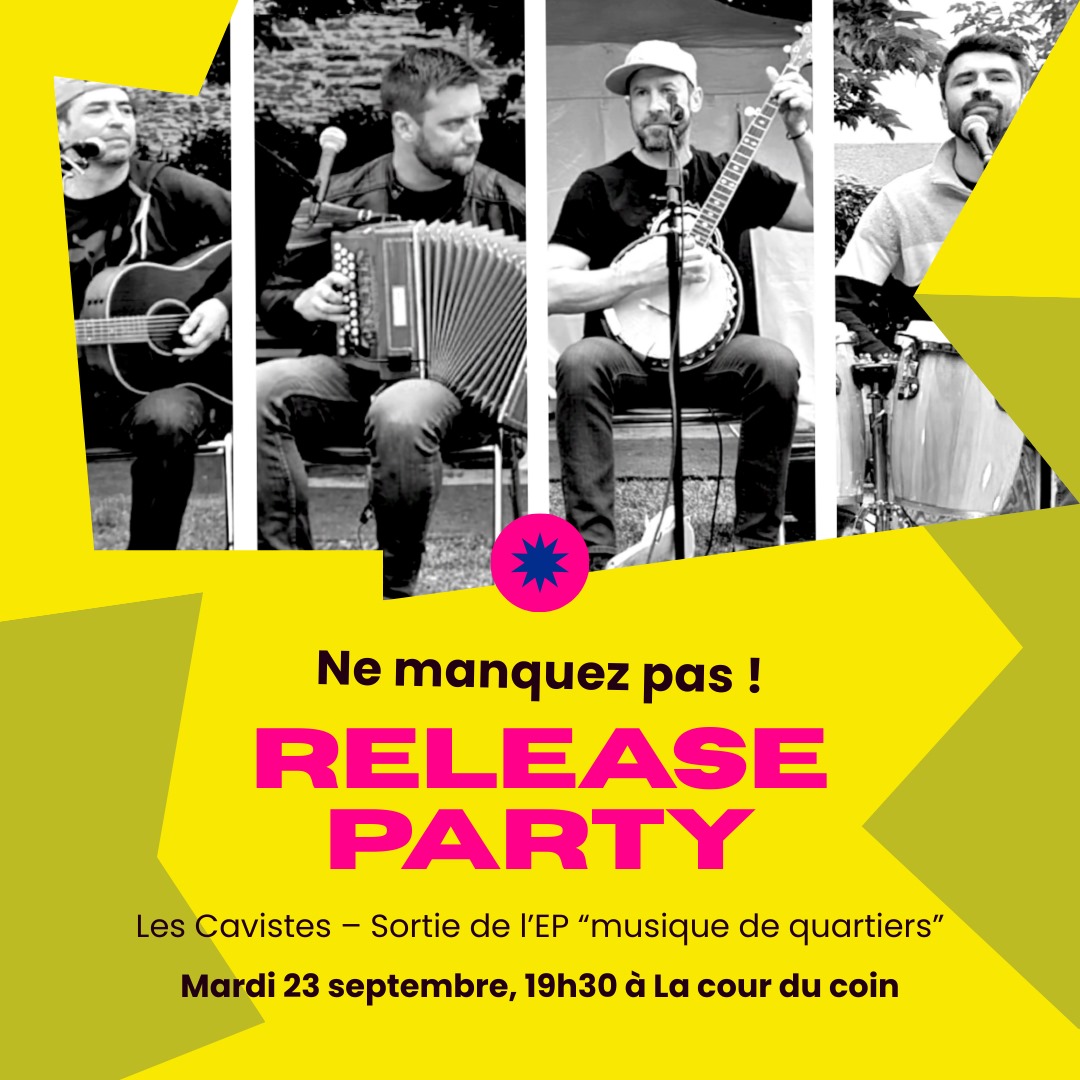 Ne manquez pas !
RELEASE
PARTY
Les Cavistes – Sortie de l’EP “musique de quartiers”
Mardi 23 septembre, 19h30 à La cour du coin